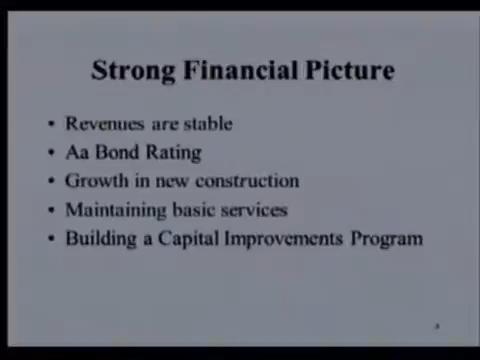 Strong Financial Picture
• Revenues are stable
• Aa Bond Rating
• Growth in new construction
• Maintaining basic services
• Building a Capital Improvements Program